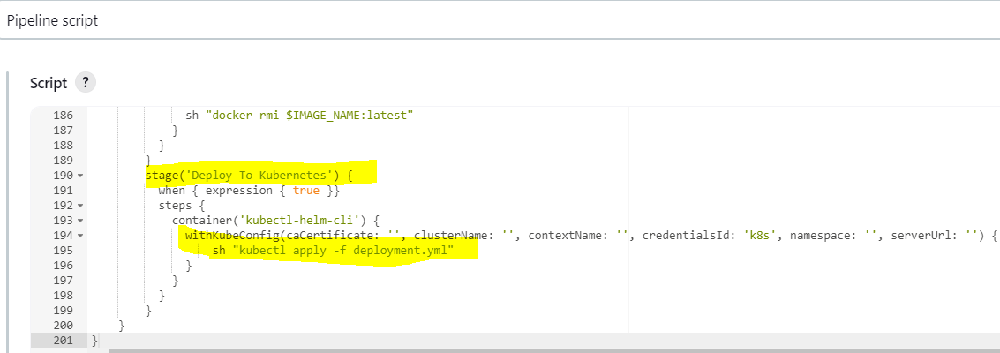 Pipeline script
Script ?
186 sh "docker rmi $IMAGE_NAME:latest"
187 }
188 }
189 }
190 stage('Deploy To Kubernetes') {
191 when { expression { true }}
192 steps {
193 container('kubectl-helm-cli') {
194 withKubeConfig(caCertificate: '', clusterName: '', contextName: '', credentialsId: 'k8s', namespace: '', serverUrl: '') {
195 sh "kubectl apply -f deployment.yml"
196 }
197 }
198 }
199 }
200 }
201 }